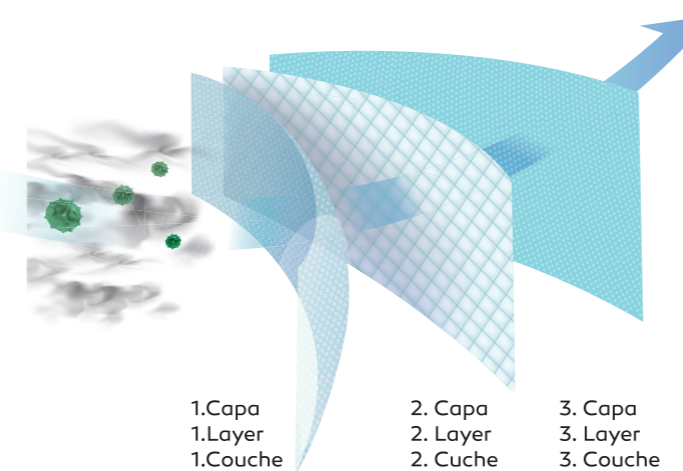 1.Capa
1.Layer
1.Couche
2. Capa
2. Layer
2. Cuche
3. Capa
3. Layer
3. Couche